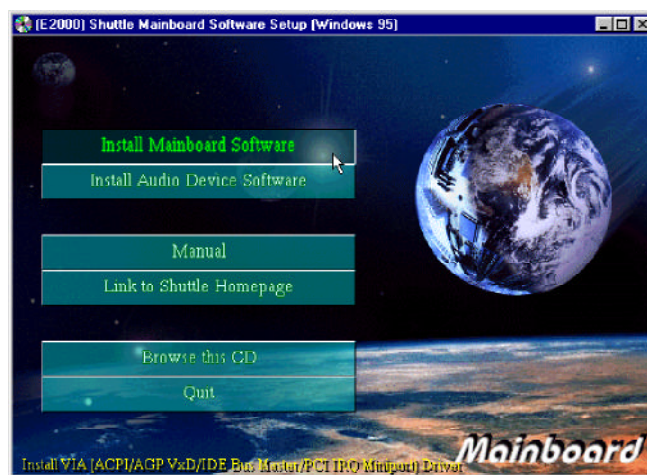 (E2000) Shuttle Mainboard Software Setup (Windows 95)
Install Mainboard Software
Install Audio Device Software
Manual
Link to Shuttle Homepage
Browse this CD
Quit
Mainboard
Install VIA [ACPI/AGP VxD/IDE Bus Master/PCI IRQ Miniport) Driver